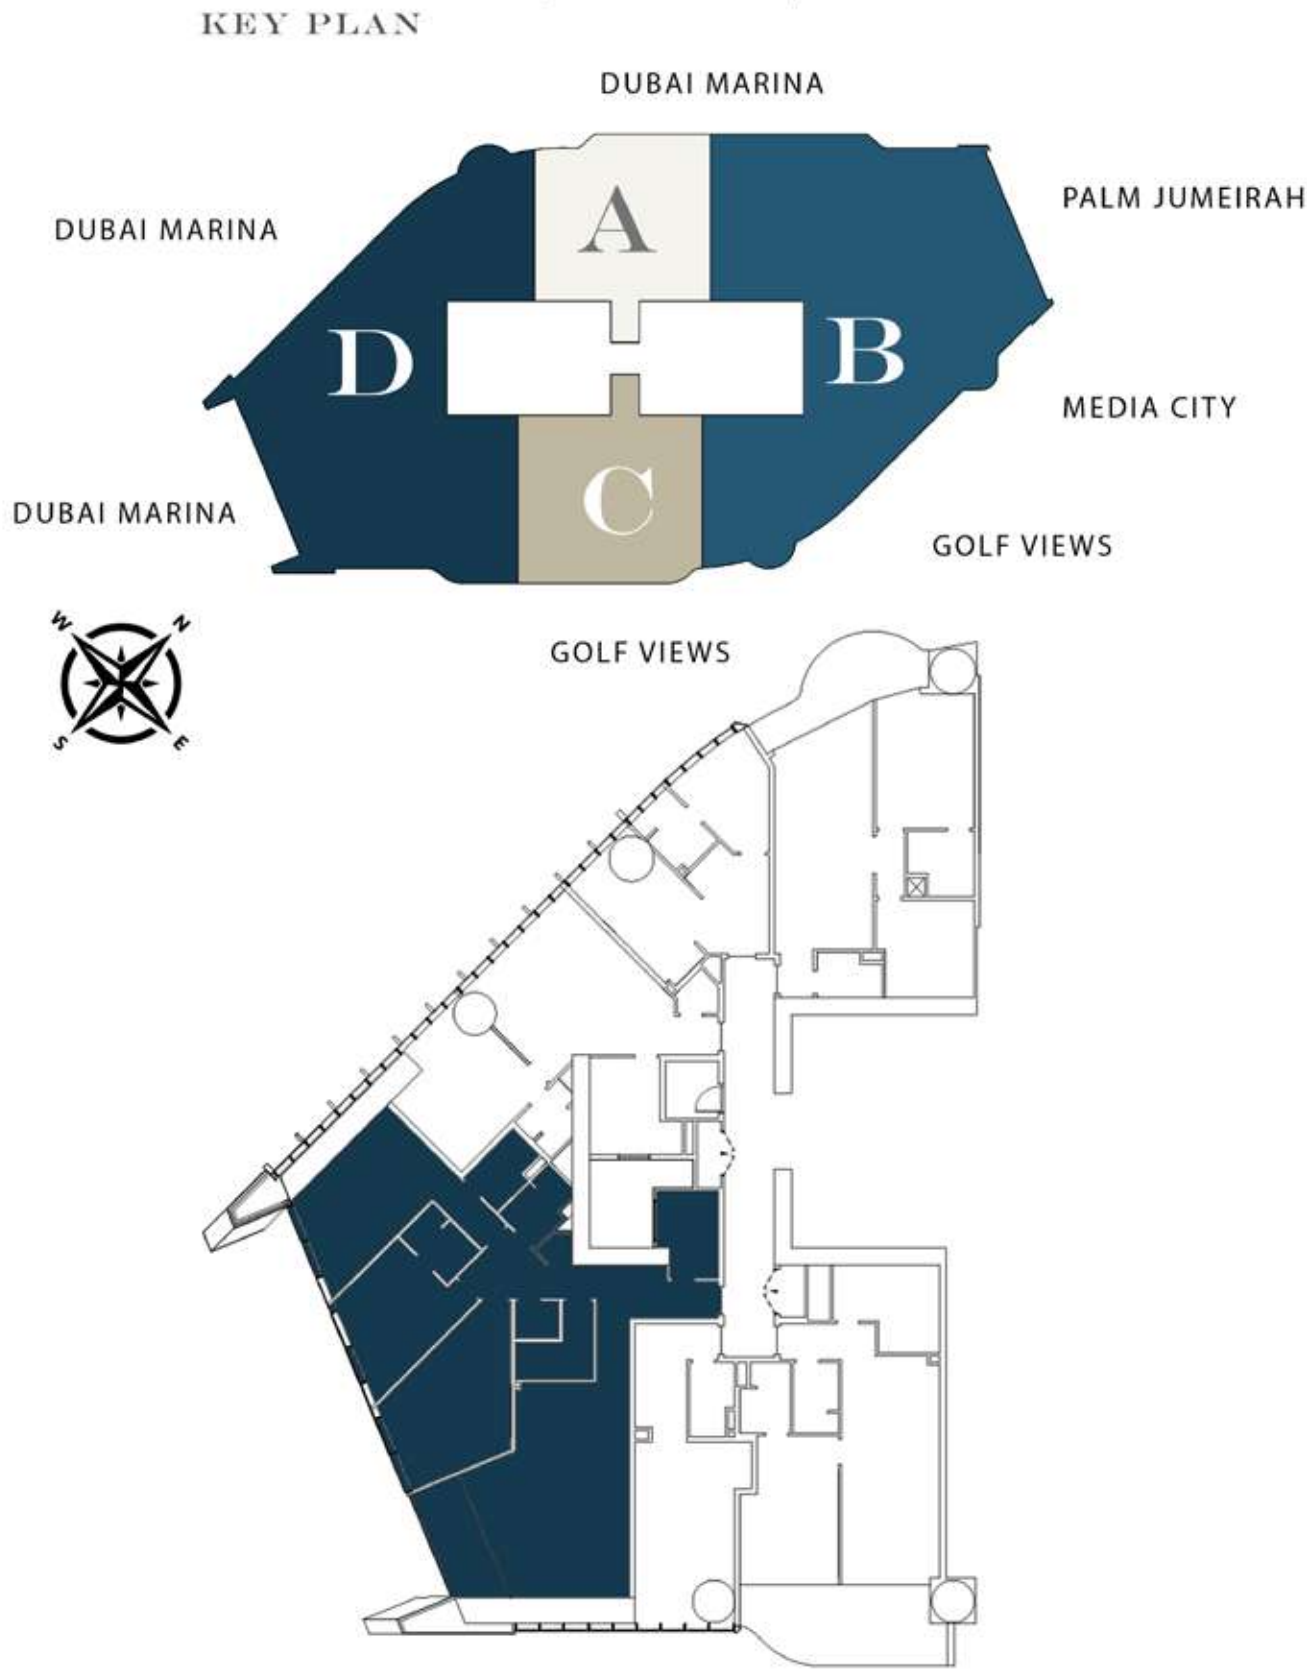 KEY PLAN
DUBAI MARINA
PALM JUMEIRAH
A
DUBAI MARINA
D
B
MEDIA CITY
C
DUBAI MARINA
GOLF VIEWS
W N
GOLF VIEWS
S E